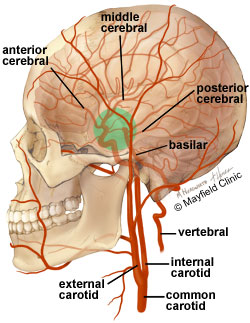 middle
cerebral
anterior
cerebral
posterior
cerebral
basilar
© Mayfield Clinic
vertebral
external
carotid
internal
carotid
common
carotid